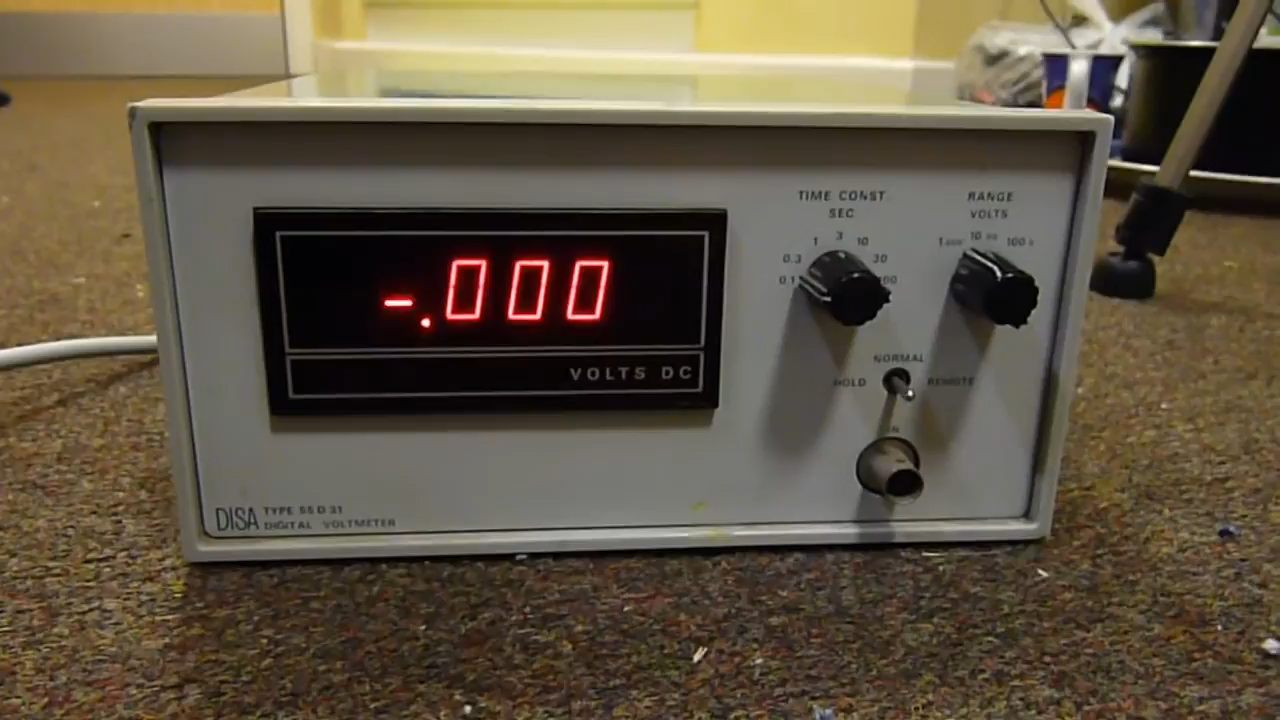 TIME CONST
SEC
0.1 0.3 1 3 10 30
RANGE
VOLTS
1 10 100
-.000
VOLTS DC
NORMAL
HOLD REMOTE
IN
DISA TYPE 55 D 31
DIGITAL VOLTMETER